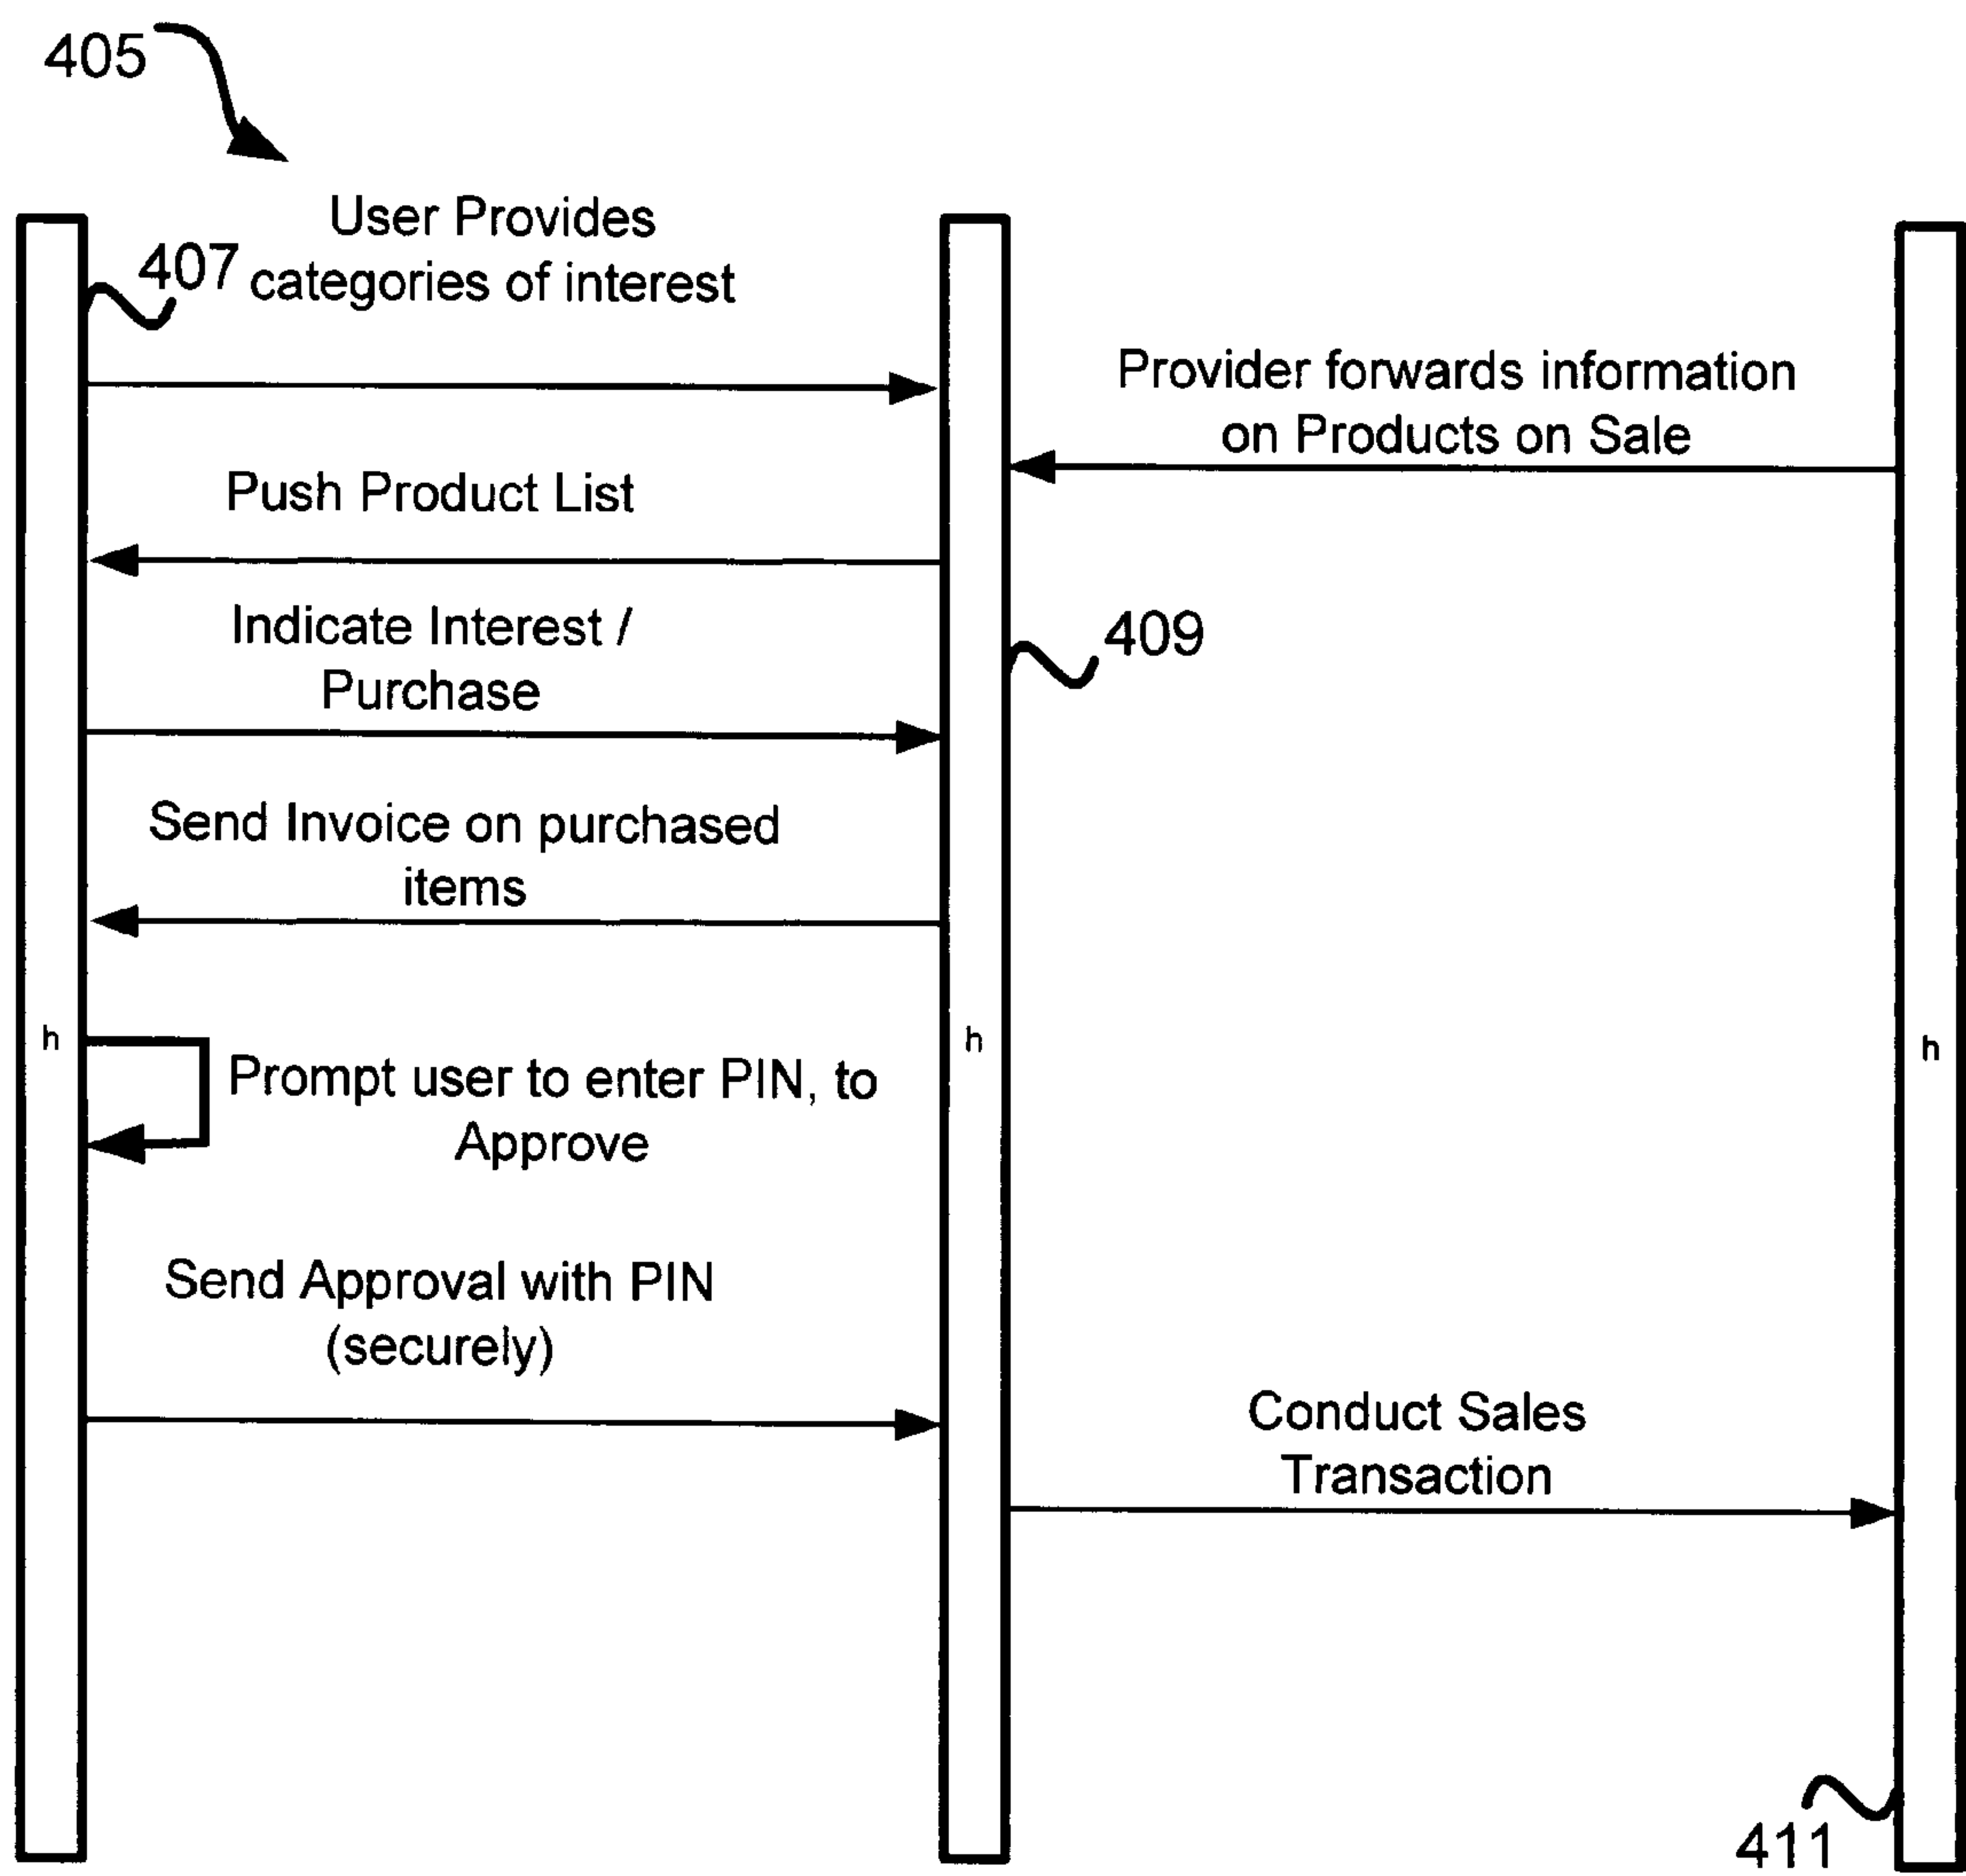 405
User Provides
407
categories of interest
Provider forwards information
on Products on Sale
Push Product List
Indicate Interest /
Purchase
409
Send Invoice on purchased
items
h
h
h
Prompt user to enter PIN, to
Approve
Send Approval with PIN
(securely)
Conduct Sales
Transaction
411